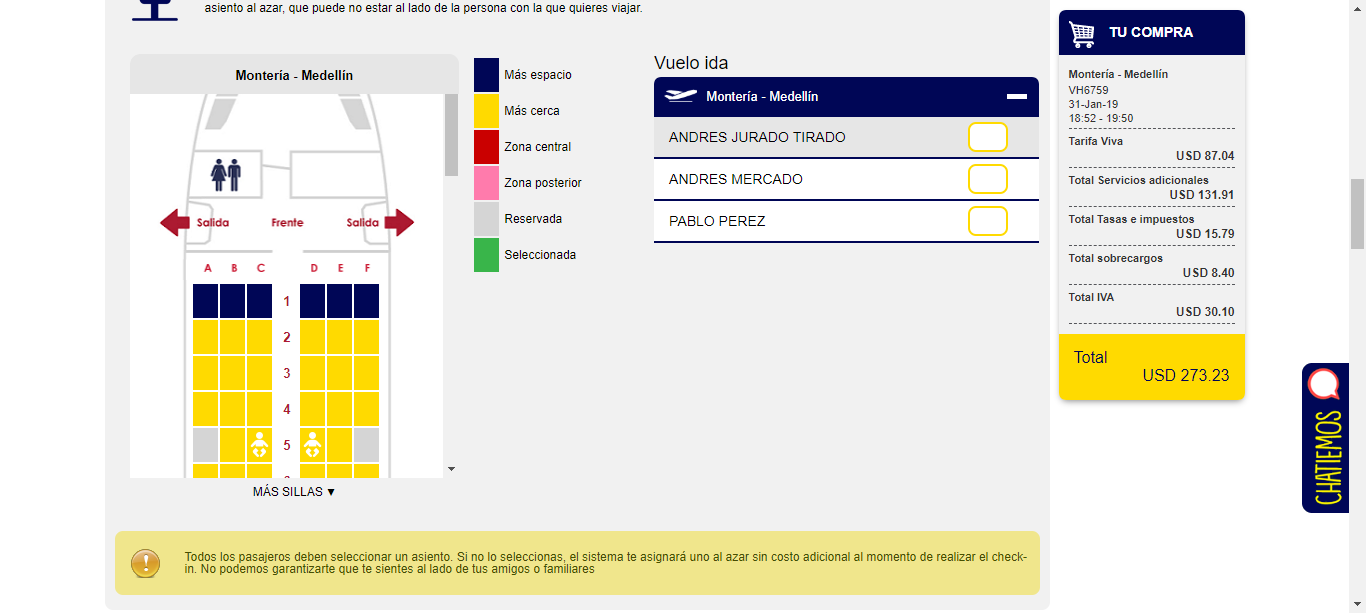 asiento al azar, que puede no estar al lado de la persona con la que quieres viajar.
Montería - Medellín
Salida Frente Salida
A B C D E F
1
2
3
4
5
MÁS SILLAS ▼
Más espacio
Más cerca
Zona central
Zona posterior
Reservada
Seleccionada
Vuelo ida
Montería - Medellín
ANDRES JURADO TIRADO
ANDRES MERCADO
PABLO PEREZ
Todos los pasajeros deben seleccionar un asiento. Si no lo seleccionas, el sistema te asignará uno al azar sin costo adicional al momento de realizar el check-
in. No podemos garantizarte que te sientes al lado de tus amigos o familiares
TU COMPRA
Montería - Medellín
VH6759
31-Jan-19
18:52 - 19:50
Tarifa Viva
USD 87.04
Total Servicios adicionales
USD 131.91
Total Tasas e impuestos
USD 15.79
Total sobrecargos
USD 8.40
Total IVA
USD 30.10
Total
USD 273.23
CHATIEMOS